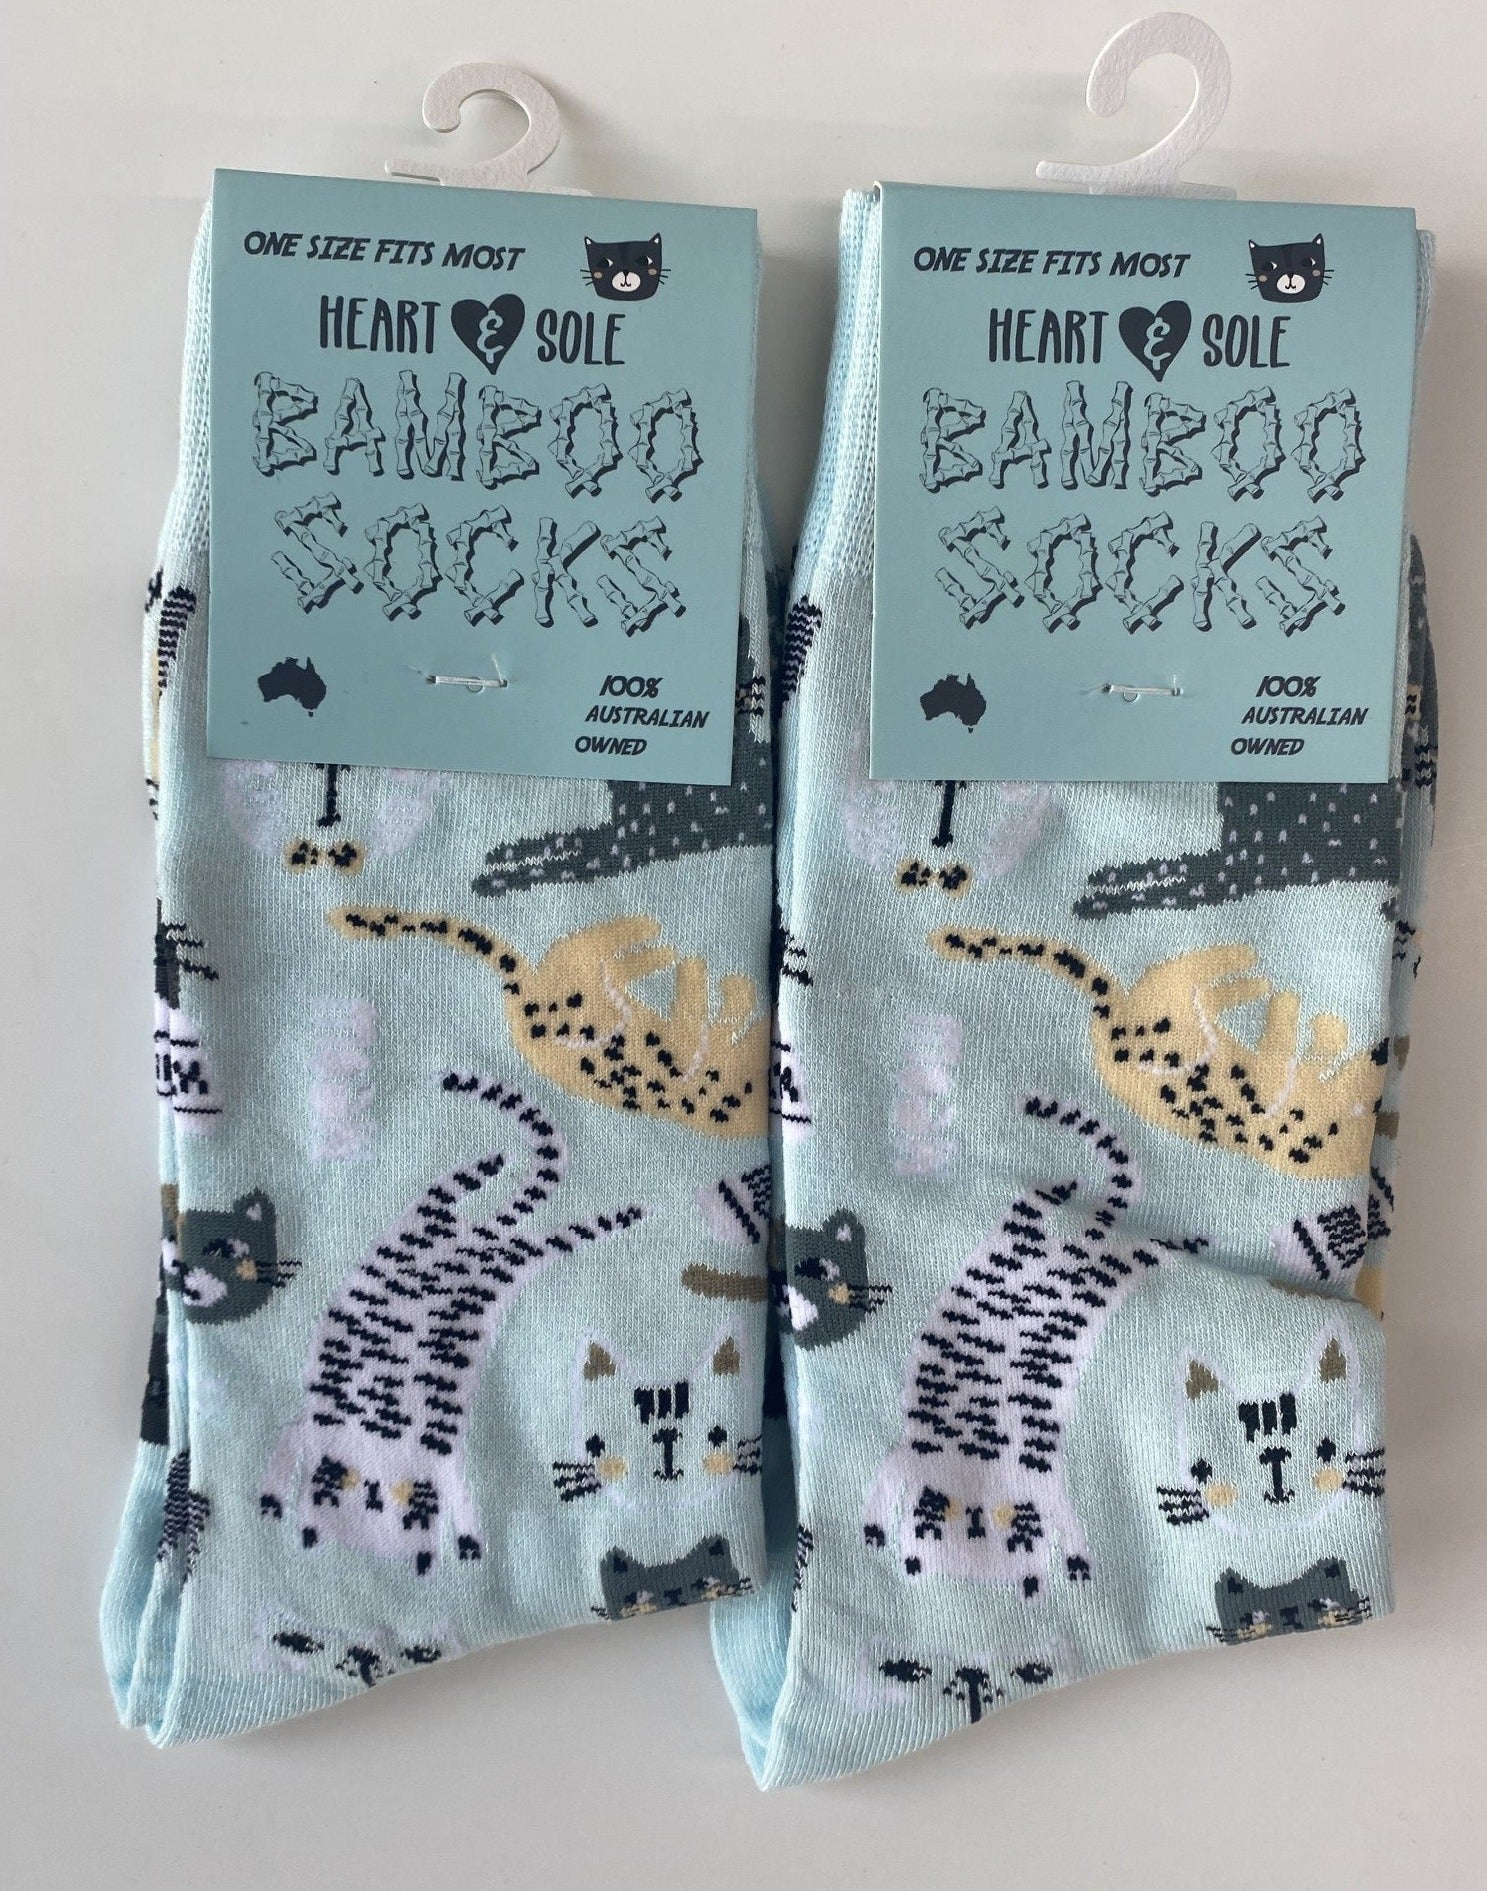 ONE SIZE FITS MOST
HEART & SOLE
BAMBOO
SOCKS
100%
AUSTRALIAN
OWNED
ONE SIZE FITS MOST
HEART & SOLE
BAMBOO
SOCKS
100%
AUSTRALIAN
OWNED